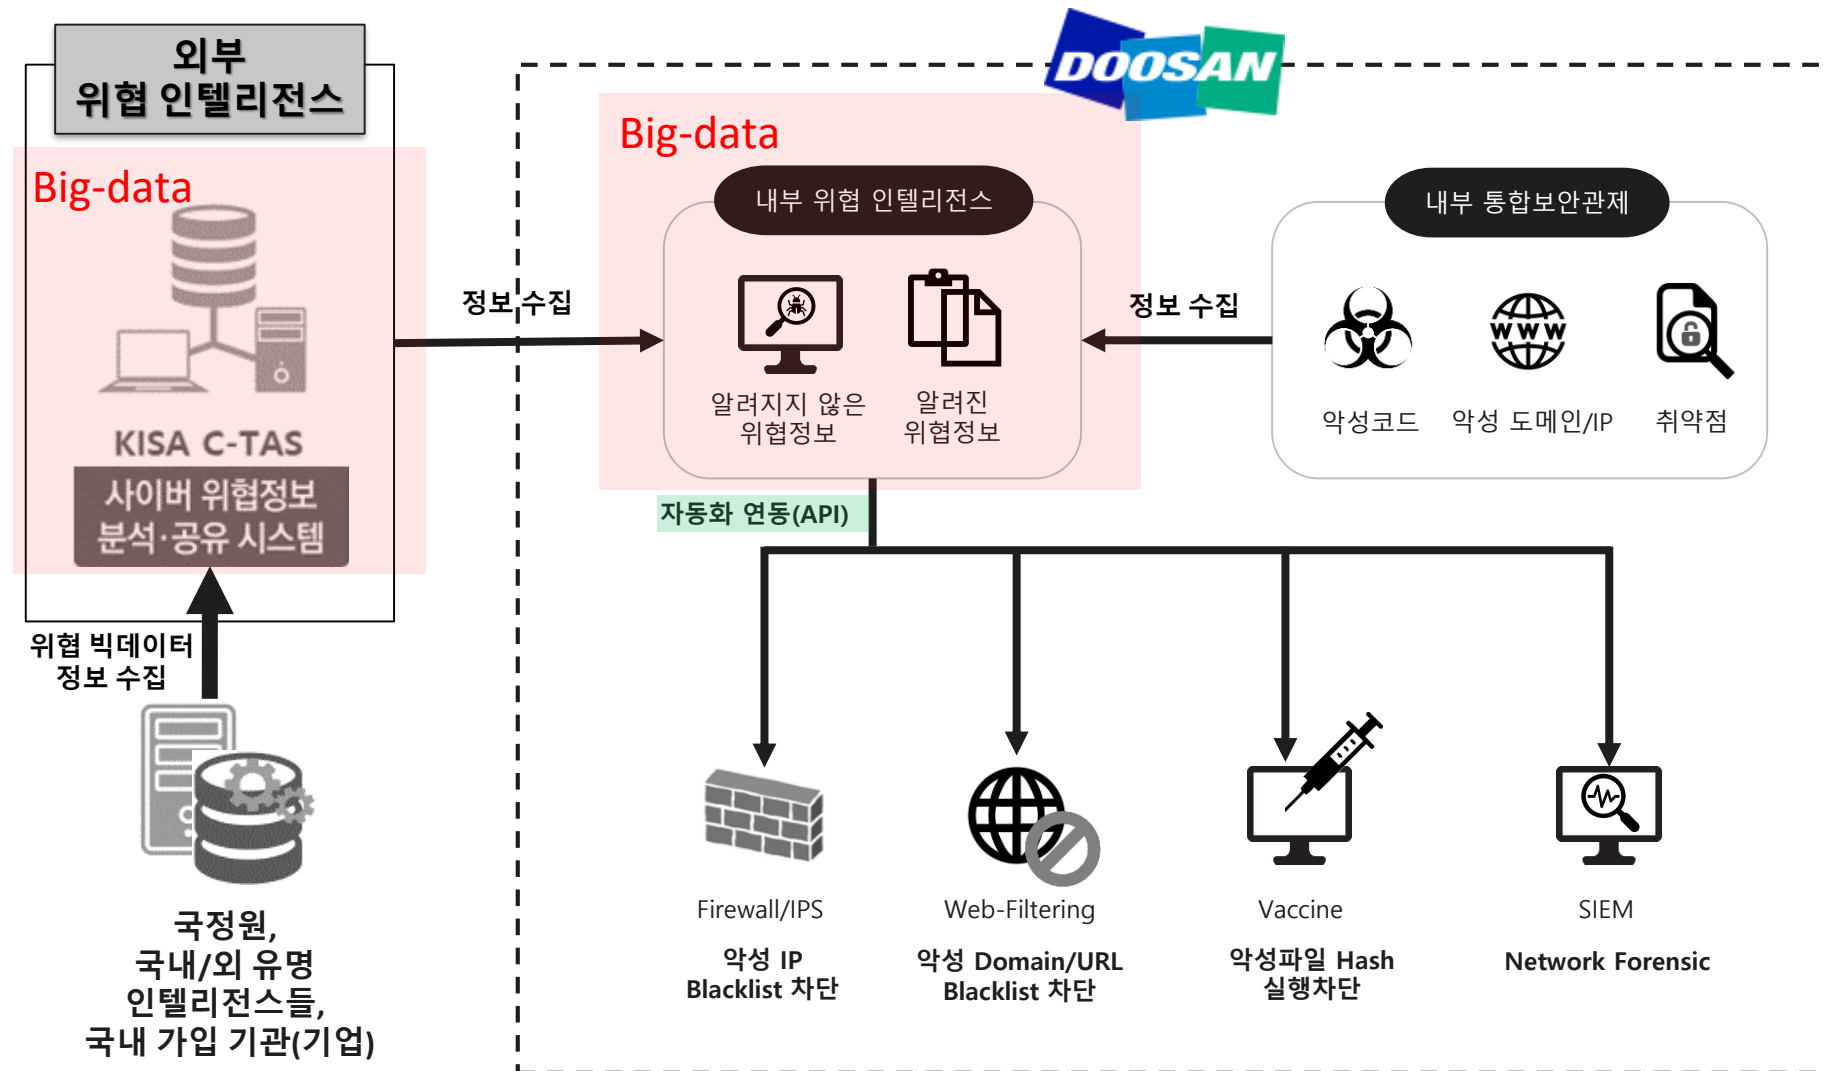 외부
위협 인텔리전스
Big-data
KISA C-TAS
사이버 위협정보
분석·공유 시스템
위협 빅데이터
정보 수집
국정원,
국내/외 유명
인텔리전스들,
국내 가입 기관(기업)
정보 수집
DOOSAN
Big-data
내부 위협 인텔리전스
알려지지 않은
위협정보
알려진
위협정보
정보 수집
내부 통합보안관제
WWW
악성코드
악성 도메인/IP
취약점
자동화 연동(API)
Firewall/IPS
악성 IP
Blacklist 차단
Web-Filtering
악성 Domain/URL
Blacklist 차단
Vaccine
악성파일 Hash
실행차단
SIEM
Network Forensic